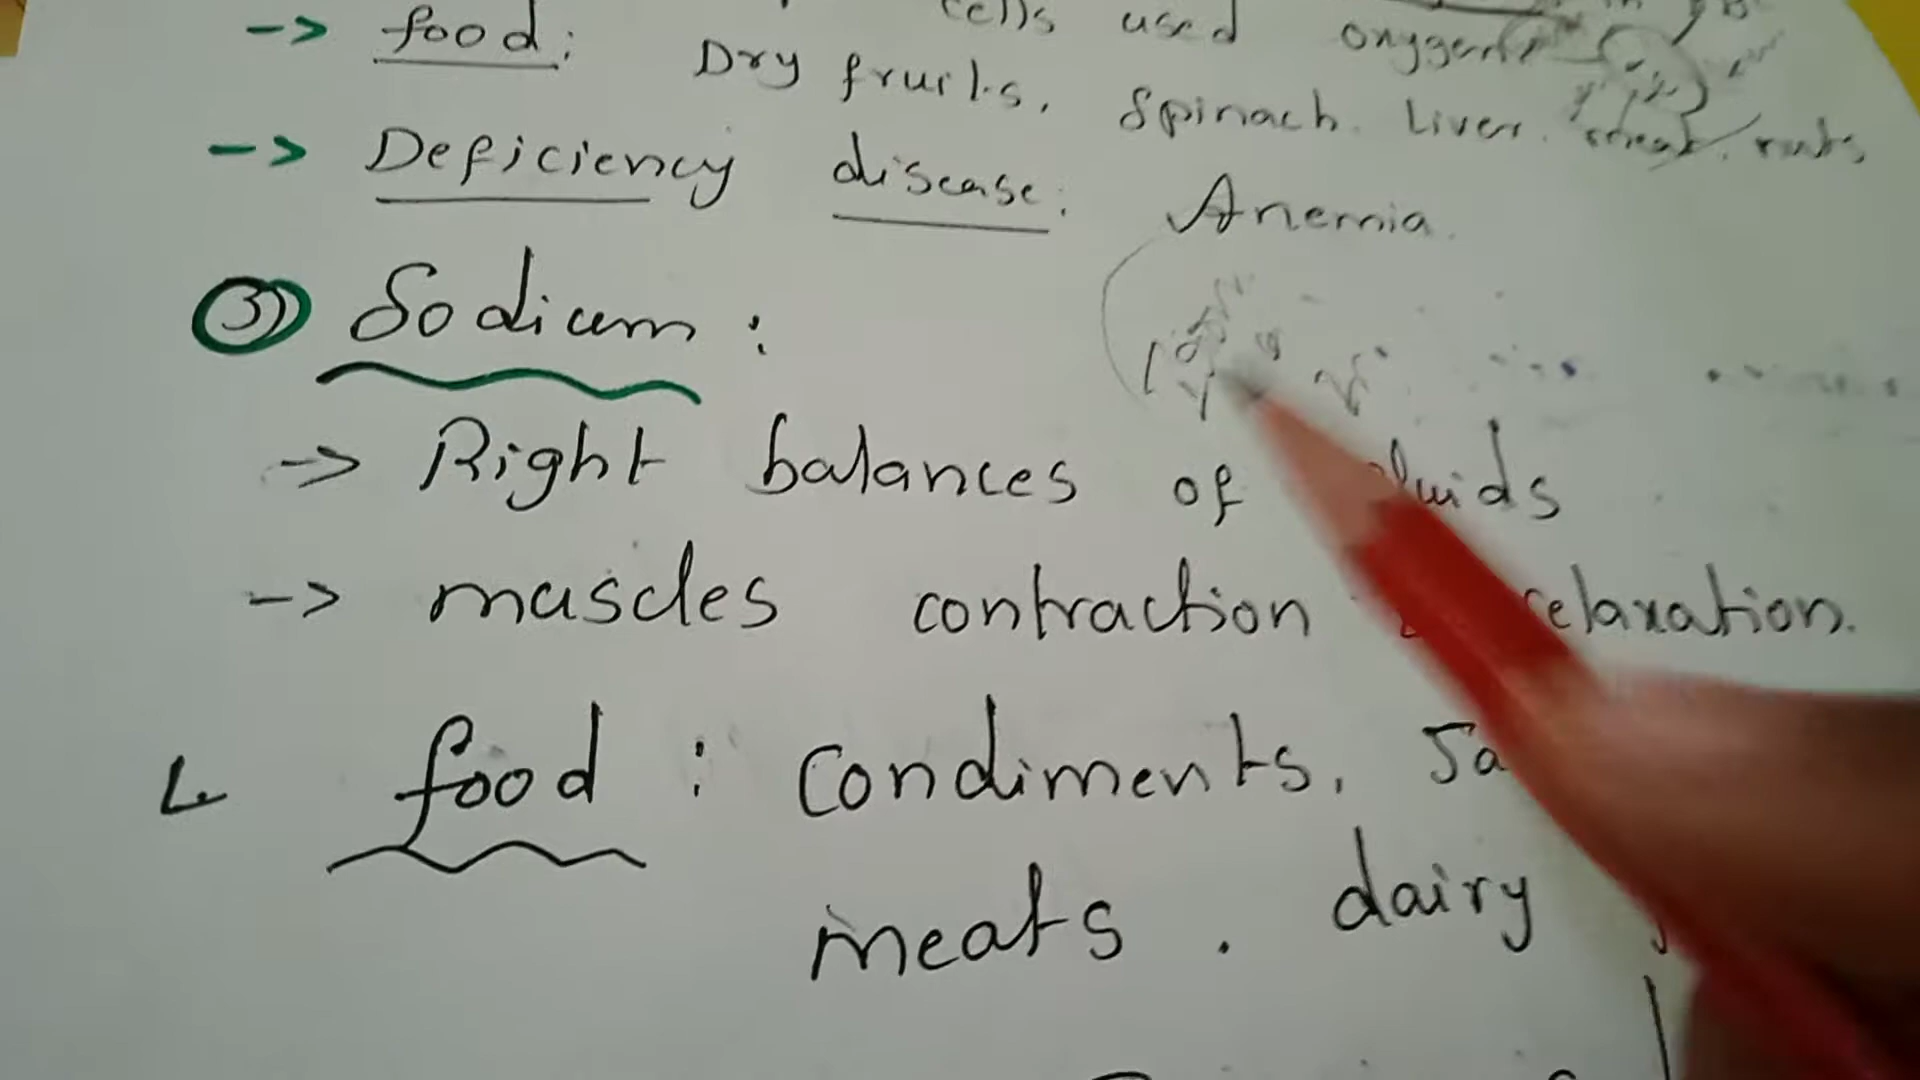 cells used oxygen
-> food: Dry fruits, Spinach. Liver. meat, nuts
-> Deficiency disease: Anemia.
3) Sodium:
-> Right balances of fluids
-> muscles contraction relaxation.
food: Condiments,
meats. dairy